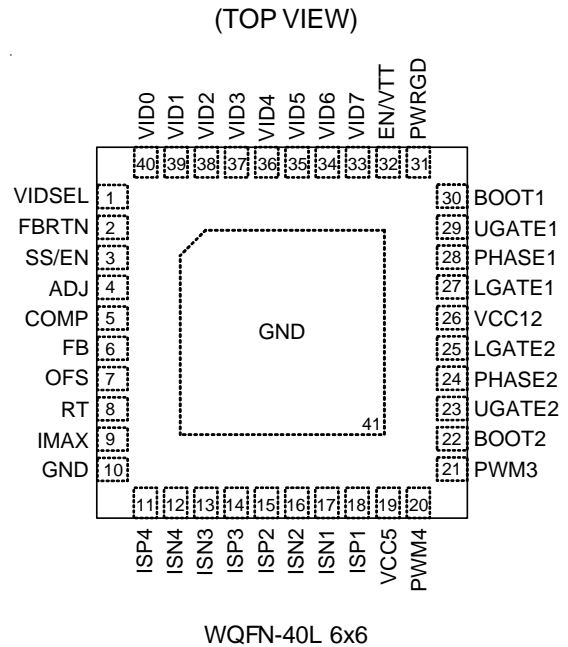 (TOP VIEW)
VID0 VID1 VID2 VID3 VID4 VID5 VID6 VID7 EN/VTT PWRGD
40 39 38 37 36 35 34 33 32 31
VIDSEL 1 30 BOOT1
FBRTN 2 29 UGATE1
SS/EN 3 28 PHASE1
ADJ 4 27 LGATE1
COMP 5 26 VCC12
FB 6 25 LGATE2
OFS 7 24 PHASE2
RT 8 23 UGATE2
IMAX 9 22 BOOT2
GND 10 21 PWM3
GND
41
11 12 13 14 15 16 17 18 19 20
ISP4 ISN4 ISN3 ISP3 ISP2 ISN2 ISN1 ISP1 VCC5 PWM4
WQFN-40L 6x6